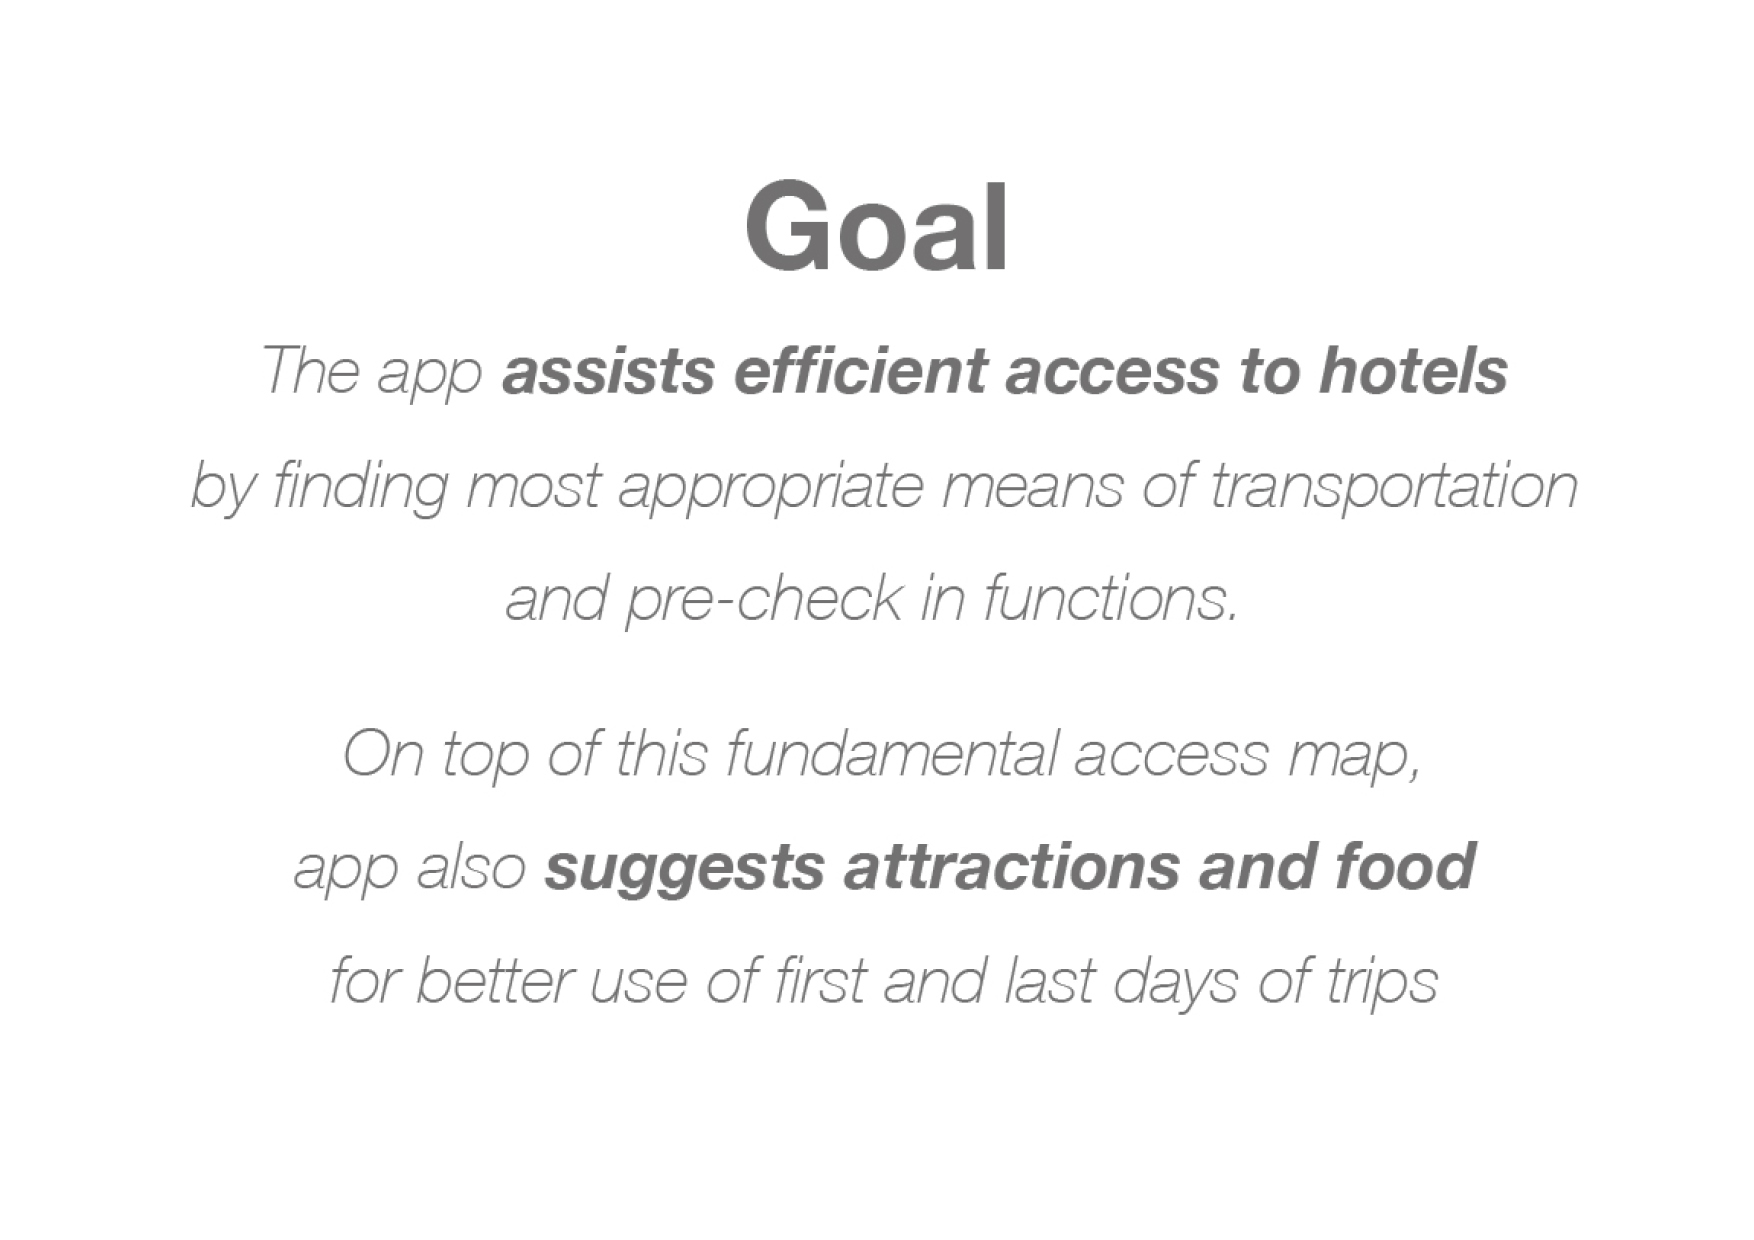 Goal
The app assists efficient access to hotels
by finding most appropriate means of transportation
and pre-check in functions.
On top of this fundamental access map,
app also suggests attractions and food
for better use of first and last days of trips